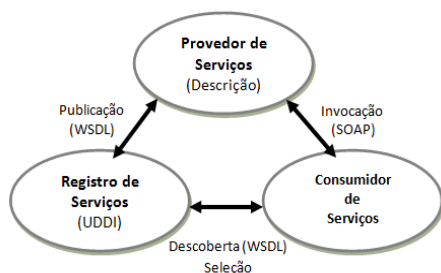 Provedor de
Serviços
(Descrição)
Publicação
(WSDL)
Invocação
(SOAP)
Registro de
Serviços
(UDDI)
Consumidor
de
Serviços
Descoberta (WSDL)
Seleção